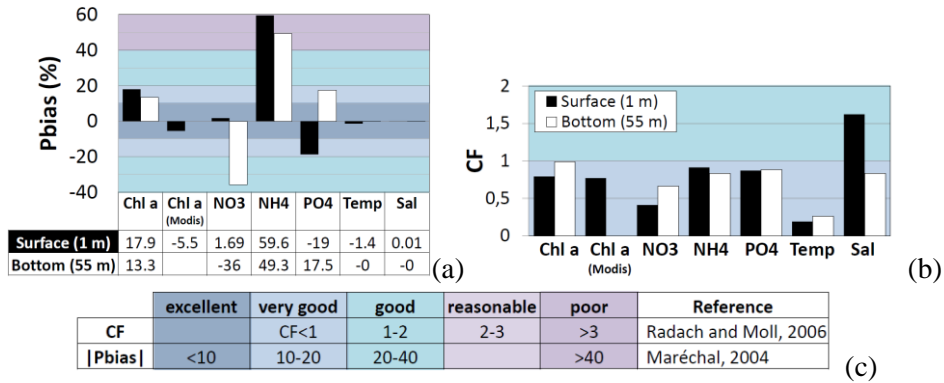 60
40
20
0
-20
-40
Pbias (%)
Chl a Chl a (Modis) NO3 NH4 PO4 Temp Sal
Surface (1 m) 17.9 -5.5 1.69 59.6 -19 -1.4 0.01
Bottom (55 m) 13.3 -36 49.3 17.5 -0 -0
(a)
2
1,5
1
0,5
0
CF
Surface (1 m)
Bottom (55 m)
Chl a Chl a (Modis) NO3 NH4 PO4 Temp Sal
(b)
excellent very good good reasonable poor Reference
CF CF<1 1-2 2-3 >3 Radach and Moll, 2006
|Pbias| <10 10-20 20-40 >40 Maréchal, 2004
(c)